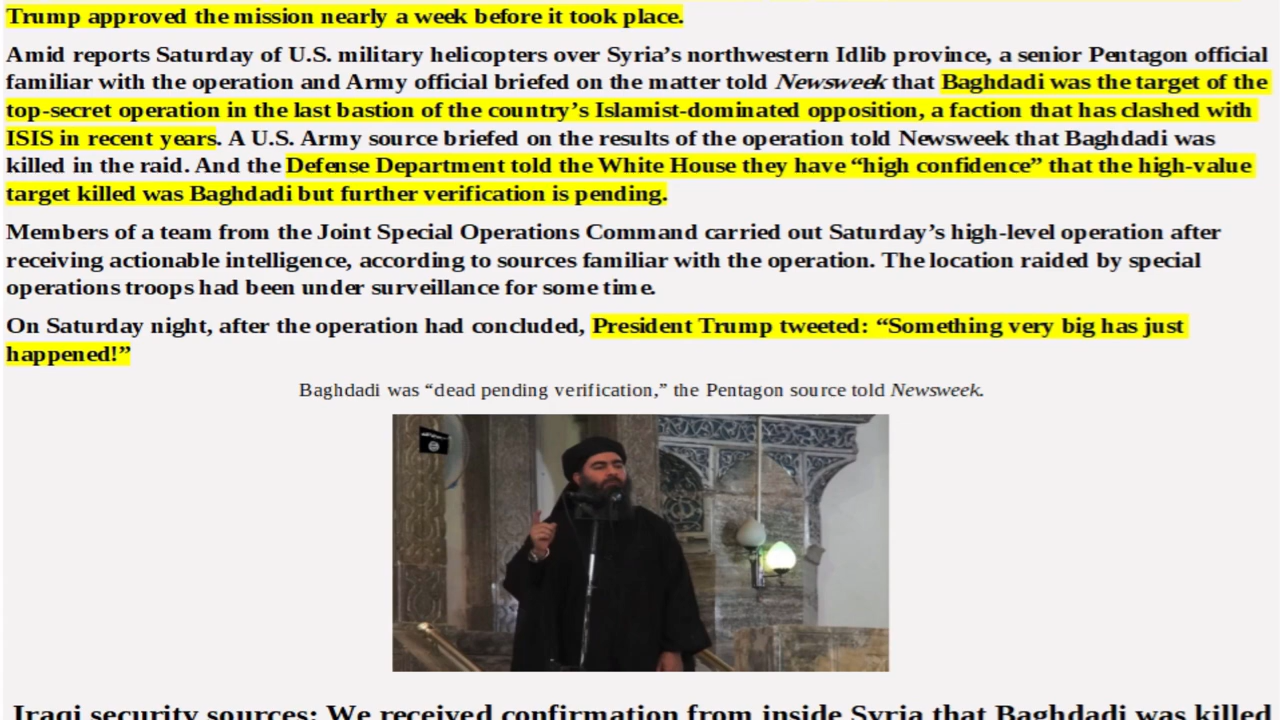 Trump approved the mission nearly a week before it took place.
Amid reports Saturday of U.S. military helicopters over Syria’s northwestern Idlib province, a senior Pentagon official
familiar with the operation and Army official briefed on the matter told Newsweek that Baghdadi was the target of the
top-secret operation in the last bastion of the country’s Islamist-dominated opposition, a faction that has clashed with
ISIS in recent years. A U.S. Army source briefed on the results of the operation told Newsweek that Baghdadi was
killed in the raid. And the Defense Department told the White House they have “high confidence” that the high-value
target killed was Baghdadi but further verification is pending.
Members of a team from the Joint Special Operations Command carried out Saturday’s high-level operation after
receiving actionable intelligence, according to sources familiar with the operation. The location raided by special
operations troops had been under surveillance for some time.
On Saturday night, after the operation had concluded, President Trump tweeted: “Something very big has just
happened!”
Baghdadi was “dead pending verification,” the Pentagon source told Newsweek.
Iraqi security sources: We received confirmation from inside Syria that Baghdadi was killed